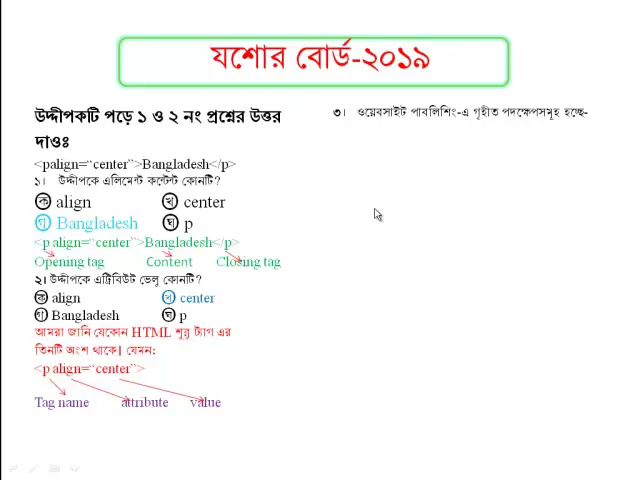 যশোর বোর্ড-২০১৯
উদ্দীপকটি পড়ে ১ ও ২ নং প্রশ্নের উত্তর
দাওঃ
<palign=“center”>Bangladesh</p>
১। উদ্দীপকে এলিমেন্ট কন্টেন্ট কোনটি?
ক align খ center
গ Bangladesh ঘ p
<p align=“center”>Bangladesh</p>
Opening tag Content Closing tag
২। উদ্দীপকে এট্রিবিউট ভেলু কোনটি?
ক align খ center
গ Bangladesh ঘ p
আমরা জানি যেকোন HTML শুরু ট্যাগ এর
তিনটি অংশ থাকে। যেমন:
<p align=“center”>
Tag name attribute value
৩। ওয়েবসাইট পাবলিশিং-এ গৃহীত পদক্ষেপসমূহ হচ্ছে-